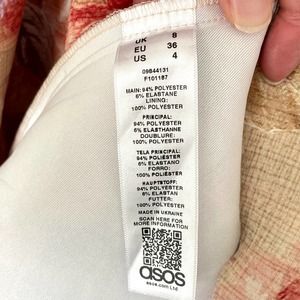 UK 8
EU 36
US 4
09844131
F101187
MAIN: 94% POLYESTER
6% ELASTANE
LINING:
100% POLYESTER
PRINCIPAL:
94% POLYESTER
6% ELASTHANNE
DOUBLURE:
100% POLYESTER
TELA PRINCIPAL:
94% POLIÉSTER
6% ELASTANO
FORRO:
100% POLIÉSTER
HAUPTSTOFF:
94% POLYESTER
6% ELASTAN
FUTTER:
100% POLYESTER
MADE IN UKRAINE
SCAN HERE FOR
MORE INFORMATION
asos
asos.com Ltd